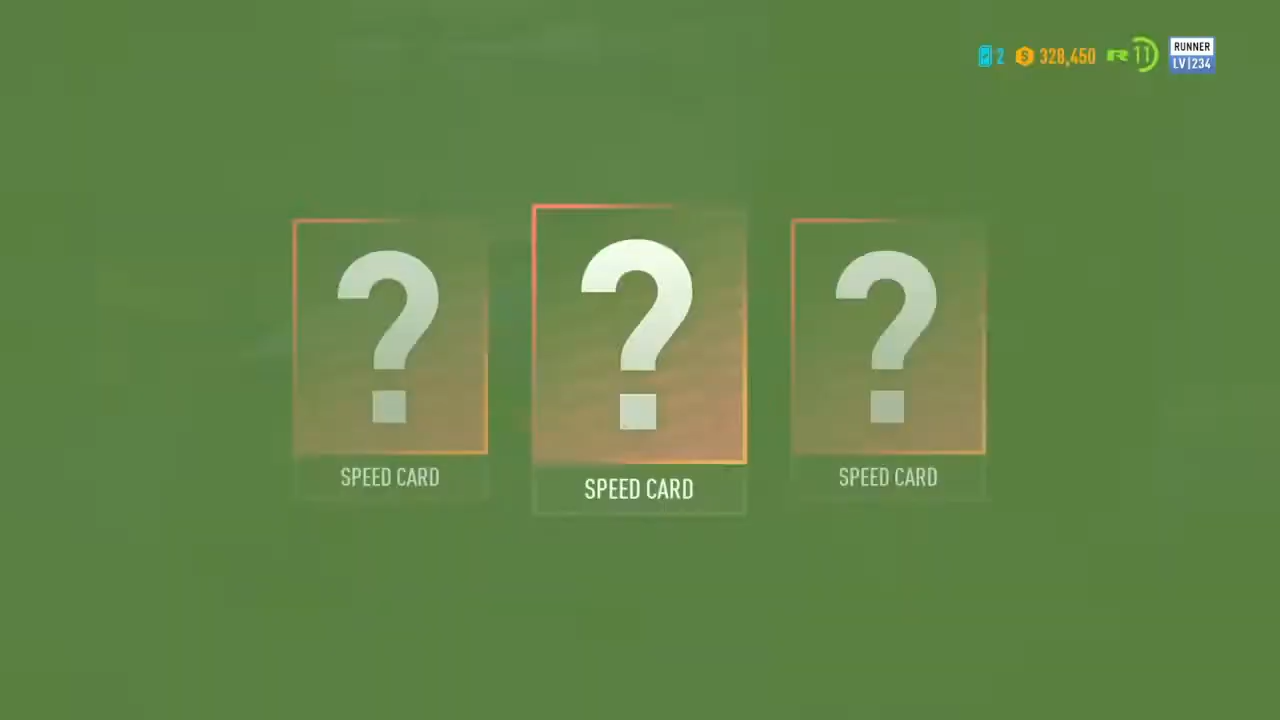 2 328,450 R 11 RUNNER
LV|234
? ? ?
SPEED CARD SPEED CARD SPEED CARD